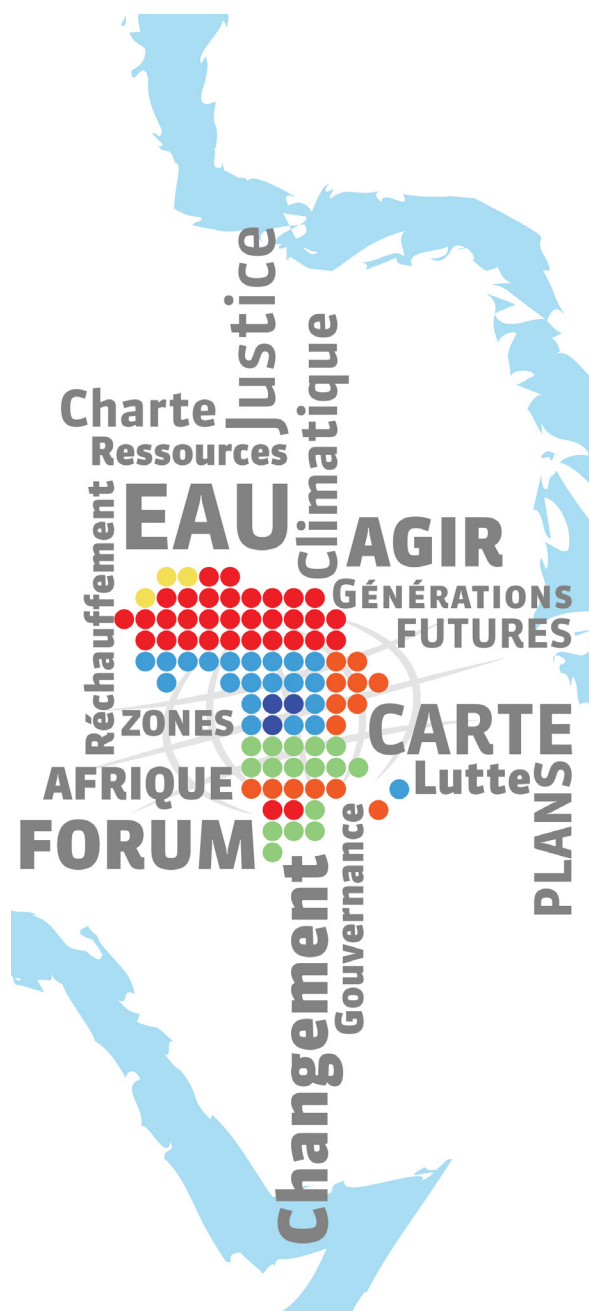 Justice
Climatique
Charte
Ressources
EAU
Réchauffement
AGIR
GÉNÉRATIONS
FUTURES
ZONES
CARTE
AFRIQUE
Lutte
PLANS
FORUM
Gouvernance
Changement